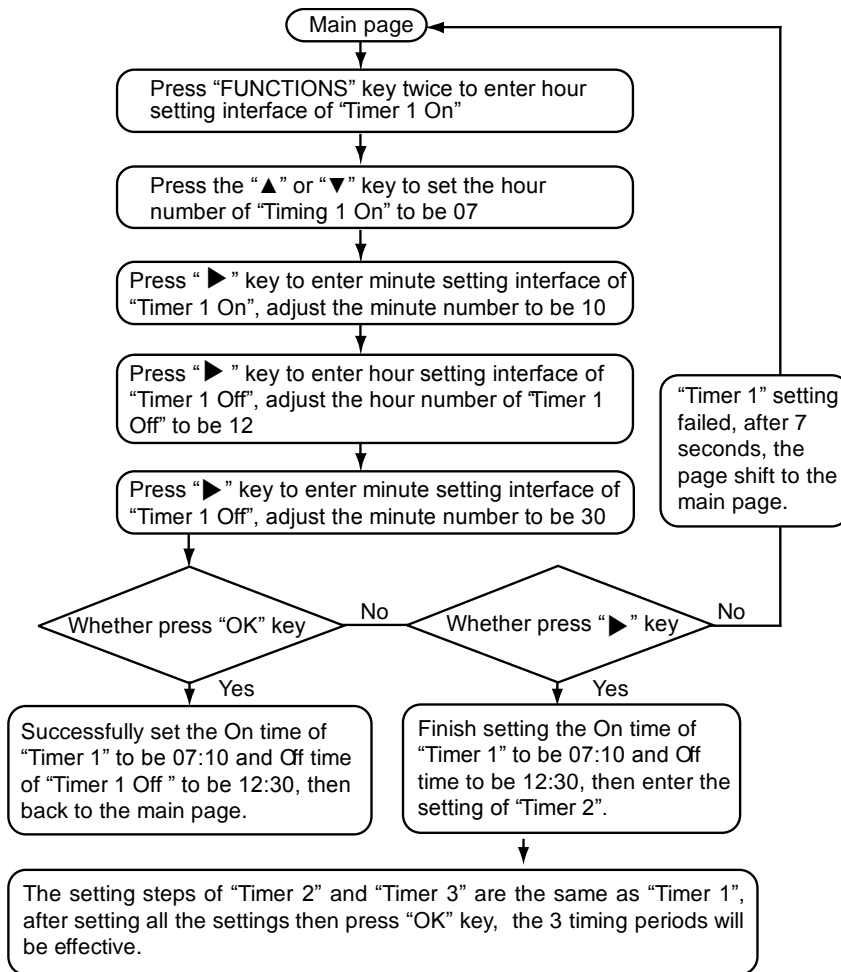 Main page
Press “FUNCTIONS” key twice to enter hour
setting interface of “Timer 1 On”
Press the “▲” or “▼” key to set the hour
number of “Timing 1 On” to be 07
Press “ ▶ ” key to enter minute setting interface of
“Timer 1 On”, adjust the minute number to be 10
Press “ ▶ ” key to enter hour setting interface of
“Timer 1 Off”, adjust the hour number of “Timer 1
Off” to be 12
Press “▶” key to enter minute setting interface of
“Timer 1 Off”, adjust the minute number to be 30
“Timer 1” setting
failed, after 7
seconds, the
page shift to the
main page.
Whether press “OK” key
No
Whether press “▶” key
No
Yes
Yes
Successfully set the On time of
“Timer 1” to be 07:10 and Off time
of “Timer 1 Off ” to be 12:30, then
back to the main page.
Finish setting the On time of
“Timer 1” to be 07:10 and Off
time to be 12:30, then enter the
setting of “Timer 2”.
The setting steps of “Timer 2” and “Timer 3” are the same as “Timer 1”,
after setting all the settings then press “OK” key, the 3 timing periods will
be effective.